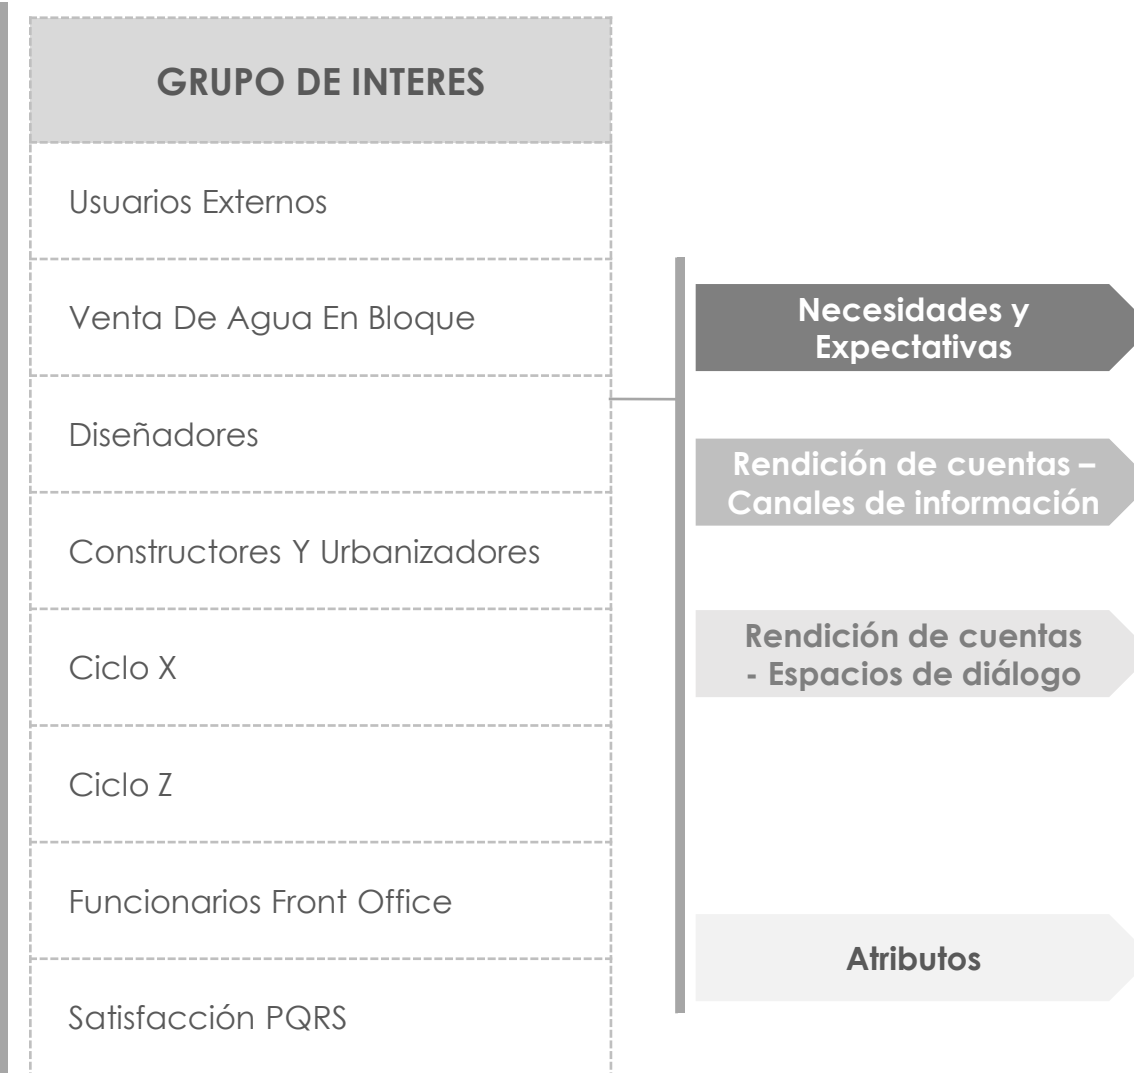 GRUPO DE INTERES
Usuarios Externos
Venta De Agua En Bloque
Diseñadores
Constructores Y Urbanizadores
Ciclo X
Ciclo Z
Funcionarios Front Office
Satisfacción PQRS
Necesidades y
Expectativas
Rendición de cuentas –
Canales de información
Rendición de cuentas
- Espacios de diálogo
Atributos